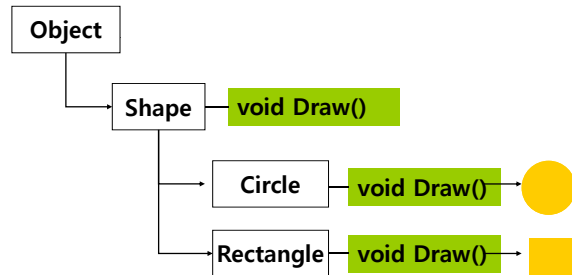 Object
Shape
void Draw()
Circle
void Draw()
Rectangle
void Draw()